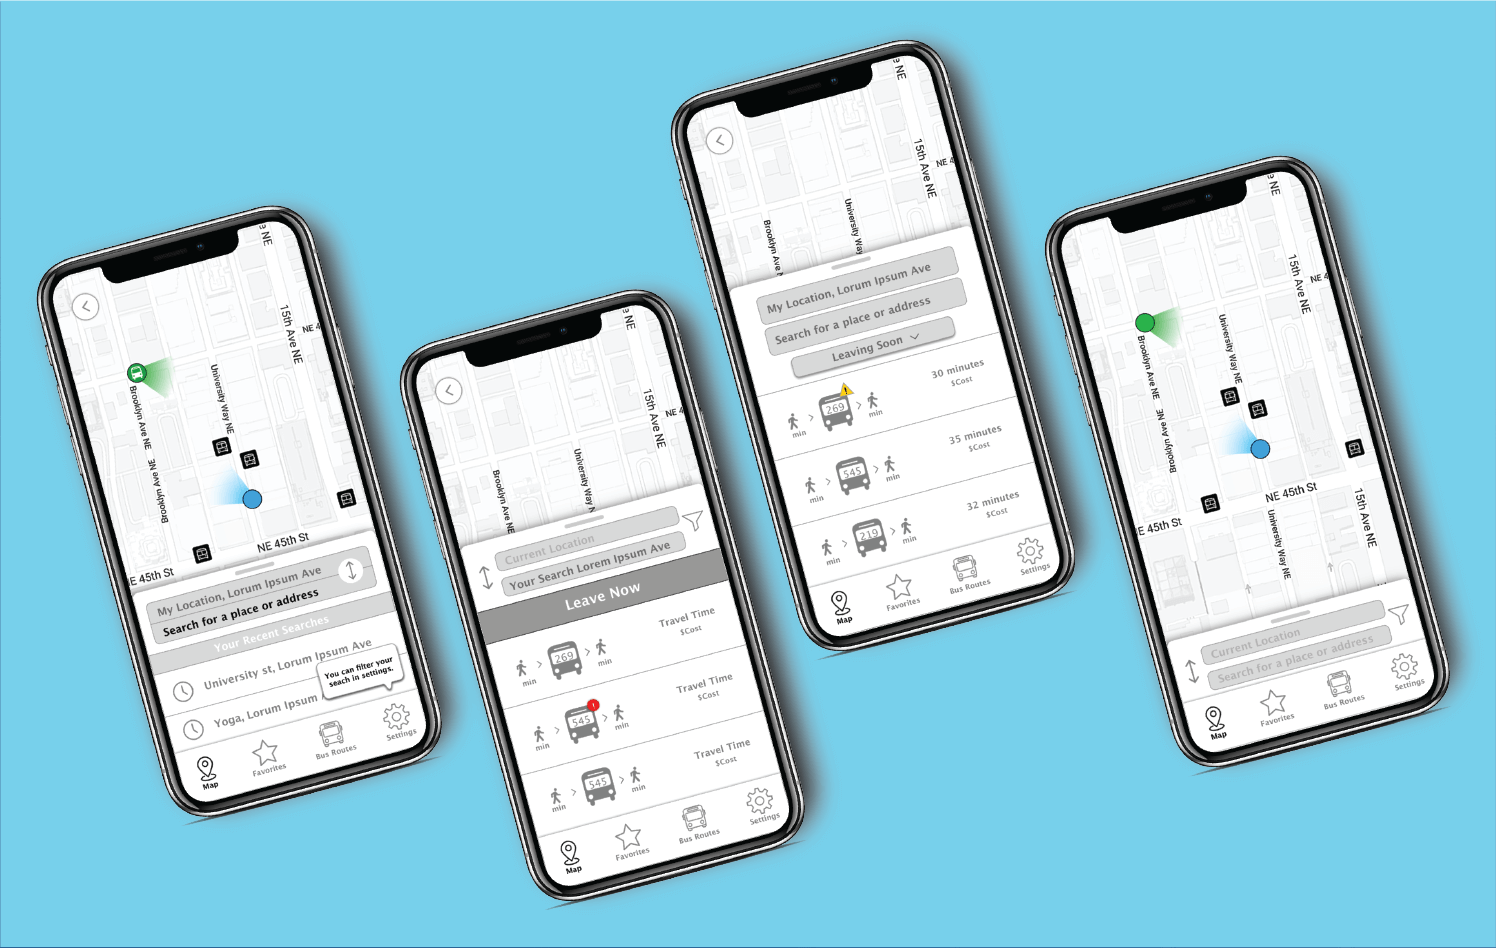 e NE
15th Ave NE
NE 4
University Way NE
Brooklyn Ave NE
Brooklyn Ave NE
NE 45th St
E 45th St
My Location, Lorum Ipsum Ave
Search for a place or address
Your Recent Searches
University st, Lorum Ipsum Ave
You can filter your
seach in settings.
Yoga, Lorum Ipsum
Map
Favorites
Bus Routes
Settings
e NE
15th Ave NE
NE 4
University Way N
Brooklyn Ave NE
Current Location
Your Search Lorem Ipsum Ave
Leave Now
269
min
min
Travel Time
$Cost
545
!
min
min
Travel Time
$Cost
545
min
min
Travel Time
$Cost
Map
Favorites
Bus Routes
Settings
e NE
15th Ave NE
NE 4
University Way
Brooklyn Ave N
My Location, Lorum Ipsum Ave
Search for a place or address
Leaving Soon
!
269
min
min
30 minutes
$Cost
545
min
min
35 minutes
$Cost
219
min
min
32 minutes
$Cost
Map
Favorites
Bus Routes
Settings
e NE
15th Ave NE
NE 4
University Way NE
Brooklyn Ave NE
Brooklyn Ave NE
NE 45th St
E 45th St
15th Ave NE
University Way NE
Current Location
Search for a place or address
Map
Favorites
Bus Routes
Settings